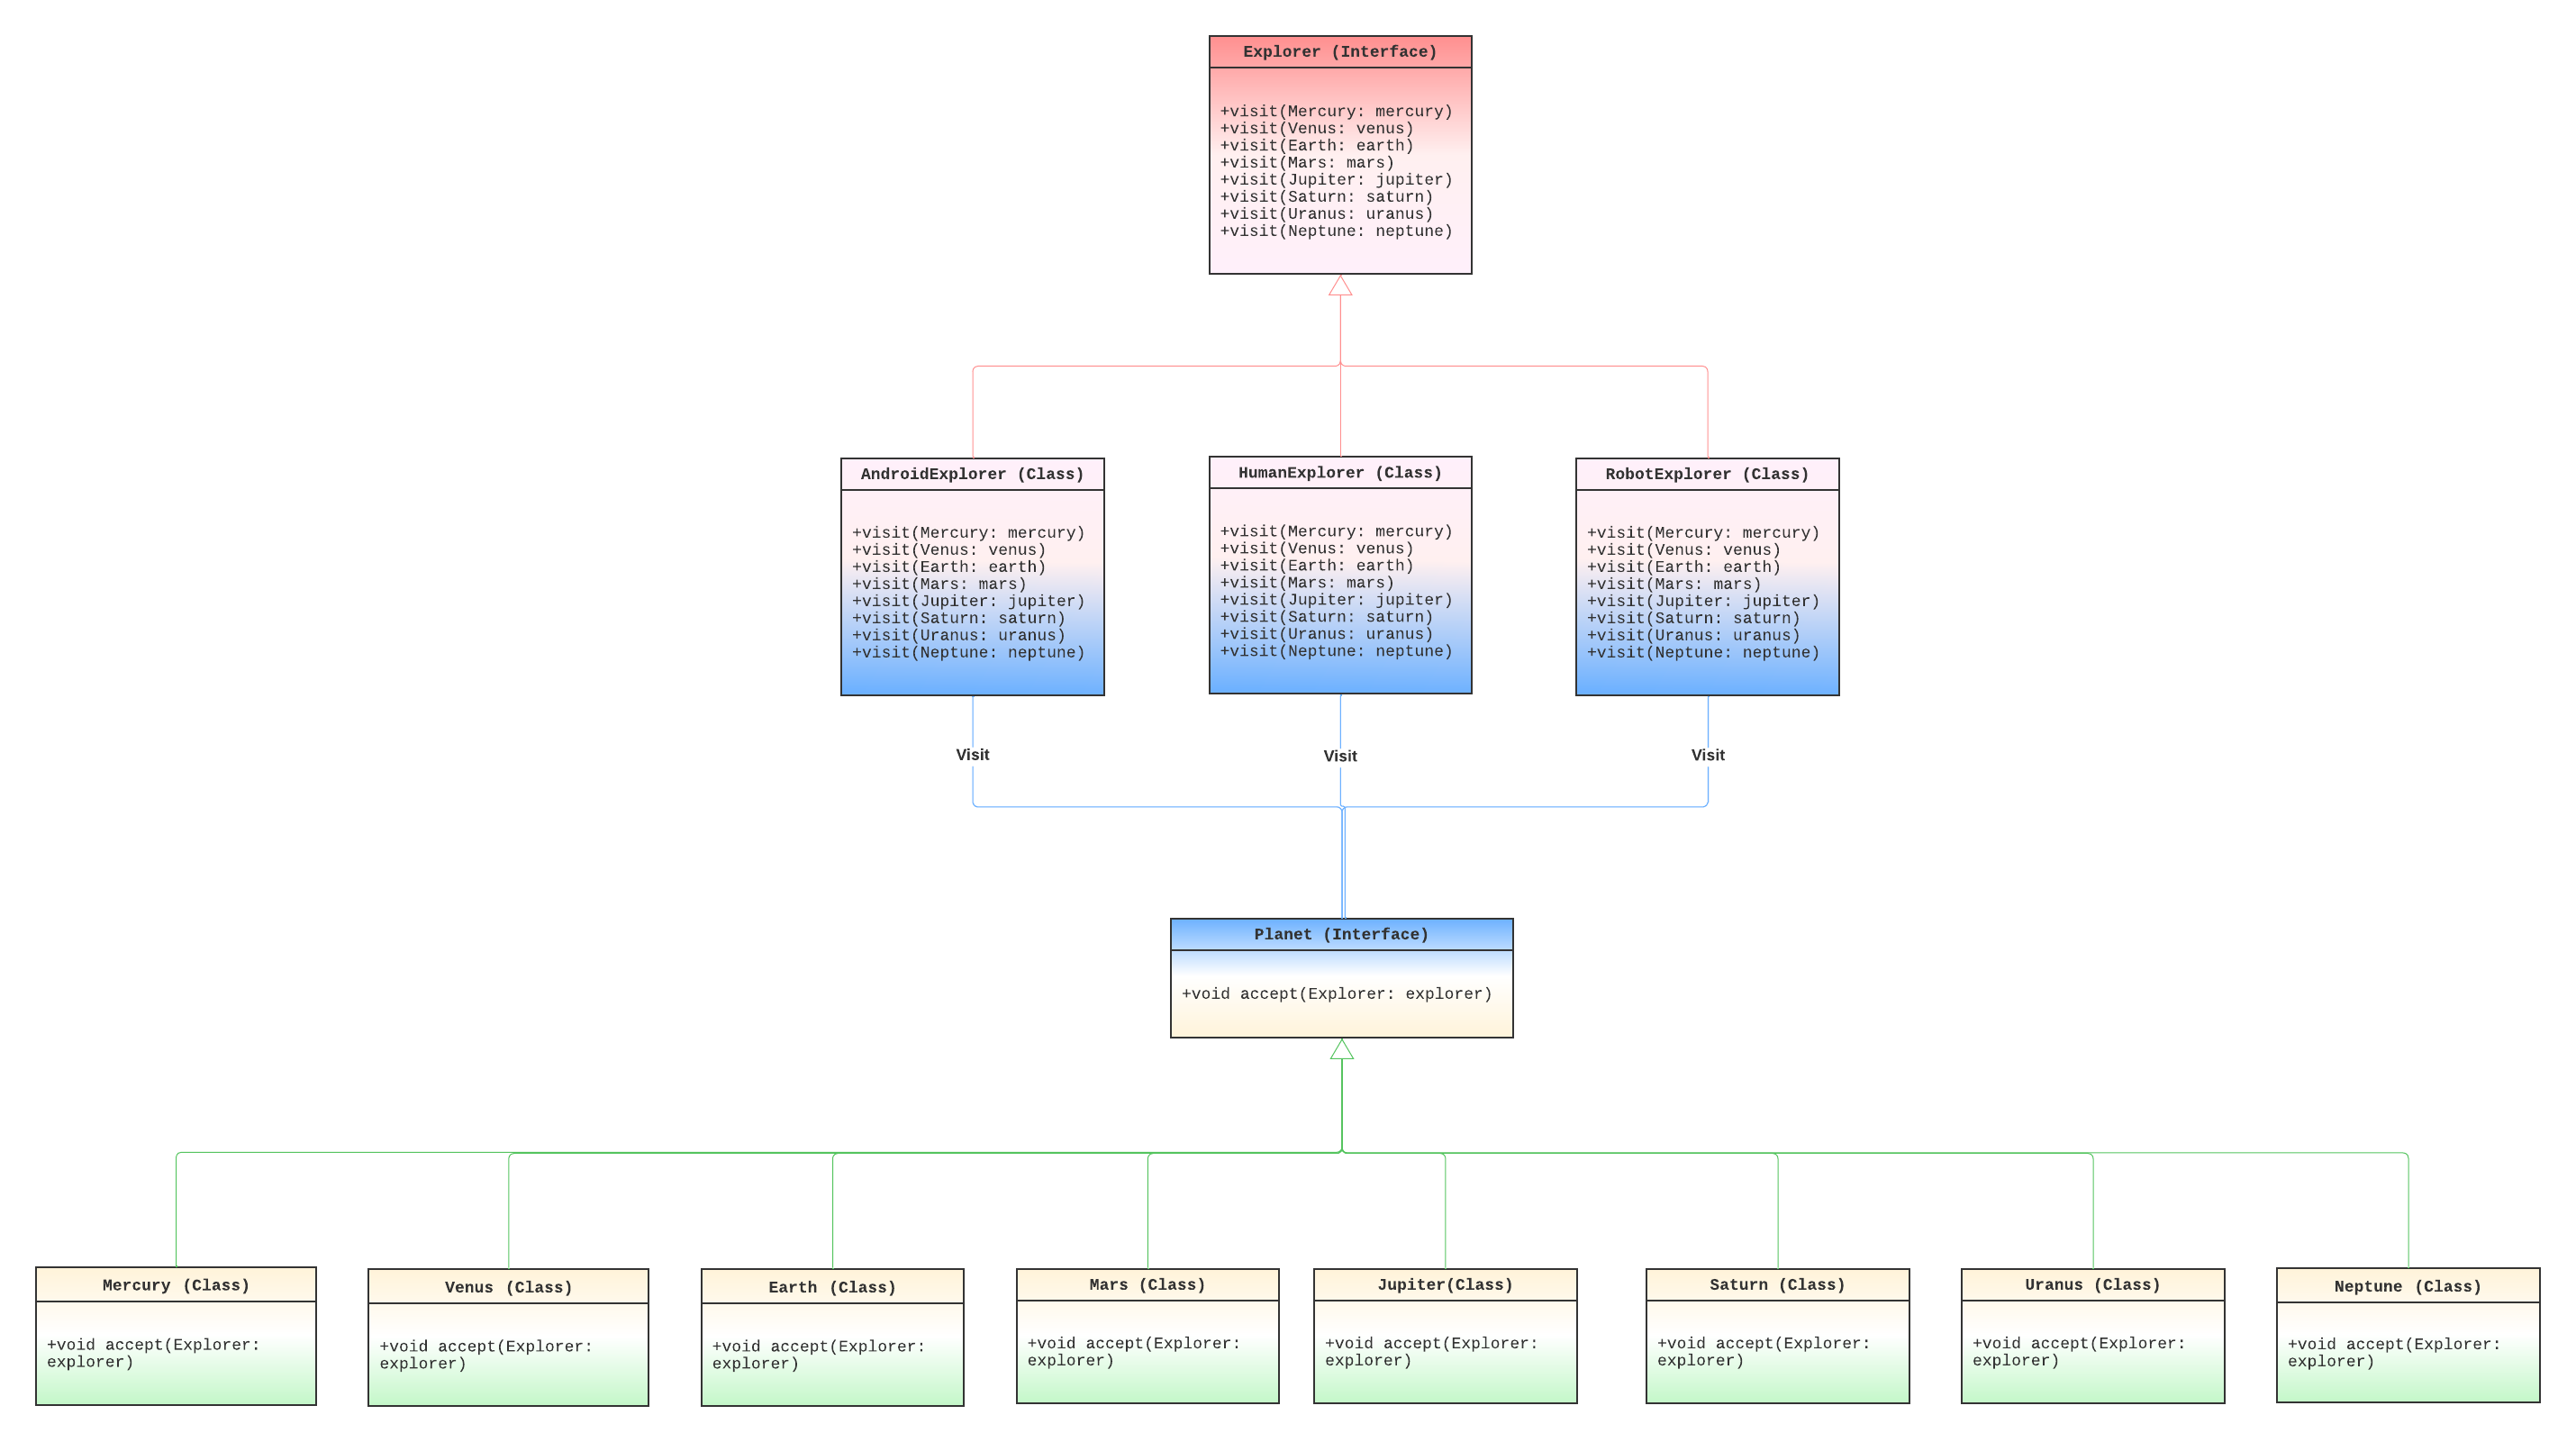 Explorer (Interface)
+visit(Mercury: mercury)
+visit(Venus: venus)
+visit(Earth: earth)
+visit(Mars: mars)
+visit(Jupiter: jupiter)
+visit(Saturn: saturn)
+visit(Uranus: uranus)
+visit(Neptune: neptune)
AndroidExplorer (Class)
+visit(Mercury: mercury)
+visit(Venus: venus)
+visit(Earth: earth)
+visit(Mars: mars)
+visit(Jupiter: jupiter)
+visit(Saturn: saturn)
+visit(Uranus: uranus)
+visit(Neptune: neptune)
HumanExplorer (Class)
+visit(Mercury: mercury)
+visit(Venus: venus)
+visit(Earth: earth)
+visit(Mars: mars)
+visit(Jupiter: jupiter)
+visit(Saturn: saturn)
+visit(Uranus: uranus)
+visit(Neptune: neptune)
RobotExplorer (Class)
+visit(Mercury: mercury)
+visit(Venus: venus)
+visit(Earth: earth)
+visit(Mars: mars)
+visit(Jupiter: jupiter)
+visit(Saturn: saturn)
+visit(Uranus: uranus)
+visit(Neptune: neptune)
Visit
Visit
Visit
Planet (Interface)
+void accept(Explorer: explorer)
Mercury (Class)
+void accept(Explorer:
explorer)
Venus (Class)
+void accept(Explorer:
explorer)
Earth (Class)
+void accept(Explorer:
explorer)
Mars (Class)
+void accept(Explorer:
explorer)
Jupiter(Class)
+void accept(Explorer:
explorer)
Saturn (Class)
+void accept(Explorer:
explorer)
Uranus (Class)
+void accept(Explorer:
explorer)
Neptune (Class)
+void accept(Explorer:
explorer)